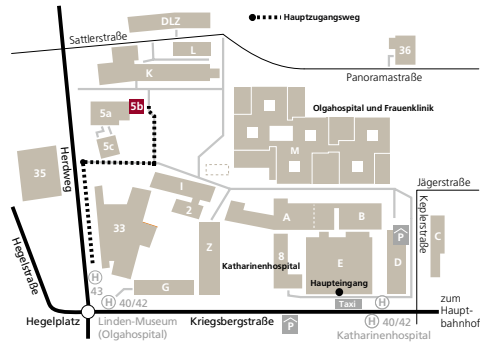 DLZ
Hauptzugangsweg
Sattlerstraße
L
36
K
Panoramastraße
5b
5a
Olgahospital und Frauenklinik
5c
M
35
Herdweg
I
Jägerstraße
2
A
B
Keplerstraße
33
P
C
Hegelstraße
Z
8
Katharinenhospital
E
D
Haupteingang
H
43
G
H 40/42
Taxi
H
zum
Haupt-
bahnhof
Hegelplatz
Linden-Museum
(Olgahospital)
Kriegsbergstraße
P
H 40/42
Katharinenhospital